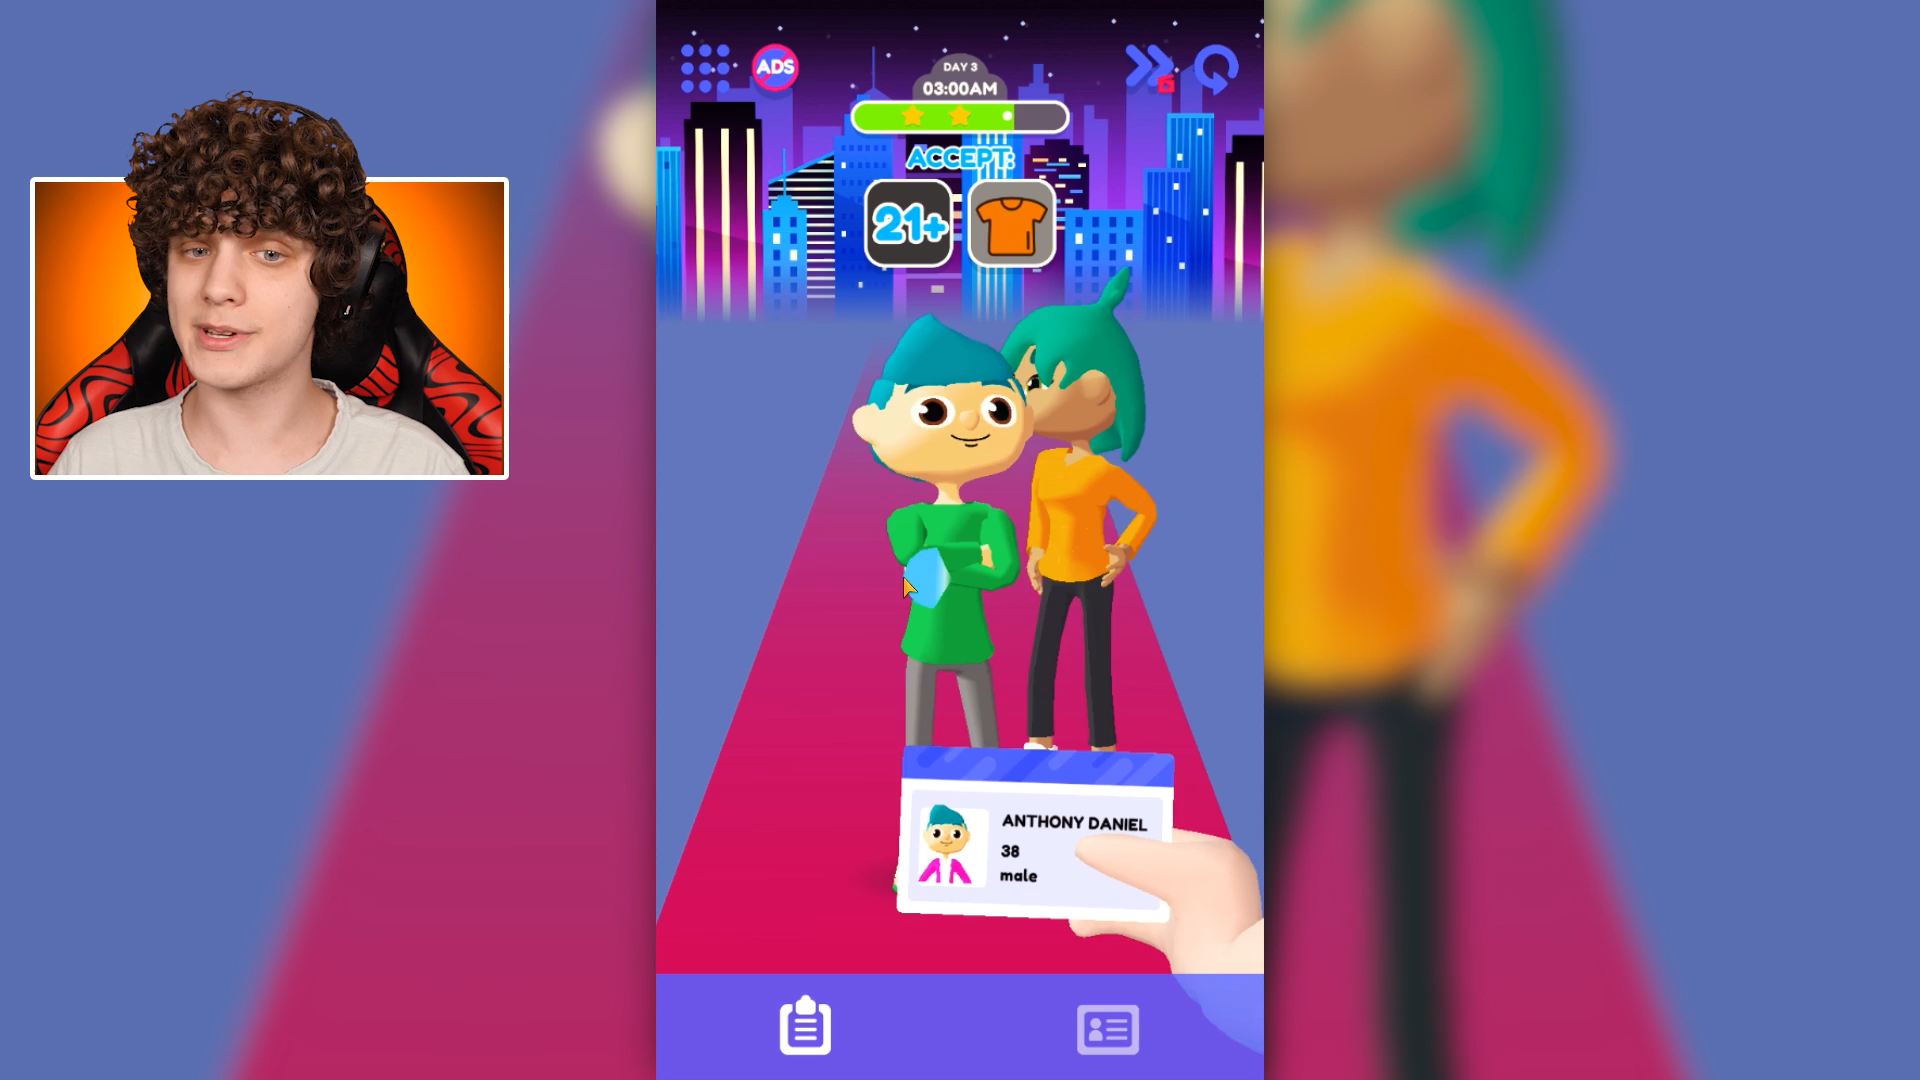 ADS
DAY 3
03:00AM
ACCEPT:
21+
ANTHONY DANIEL
38
male